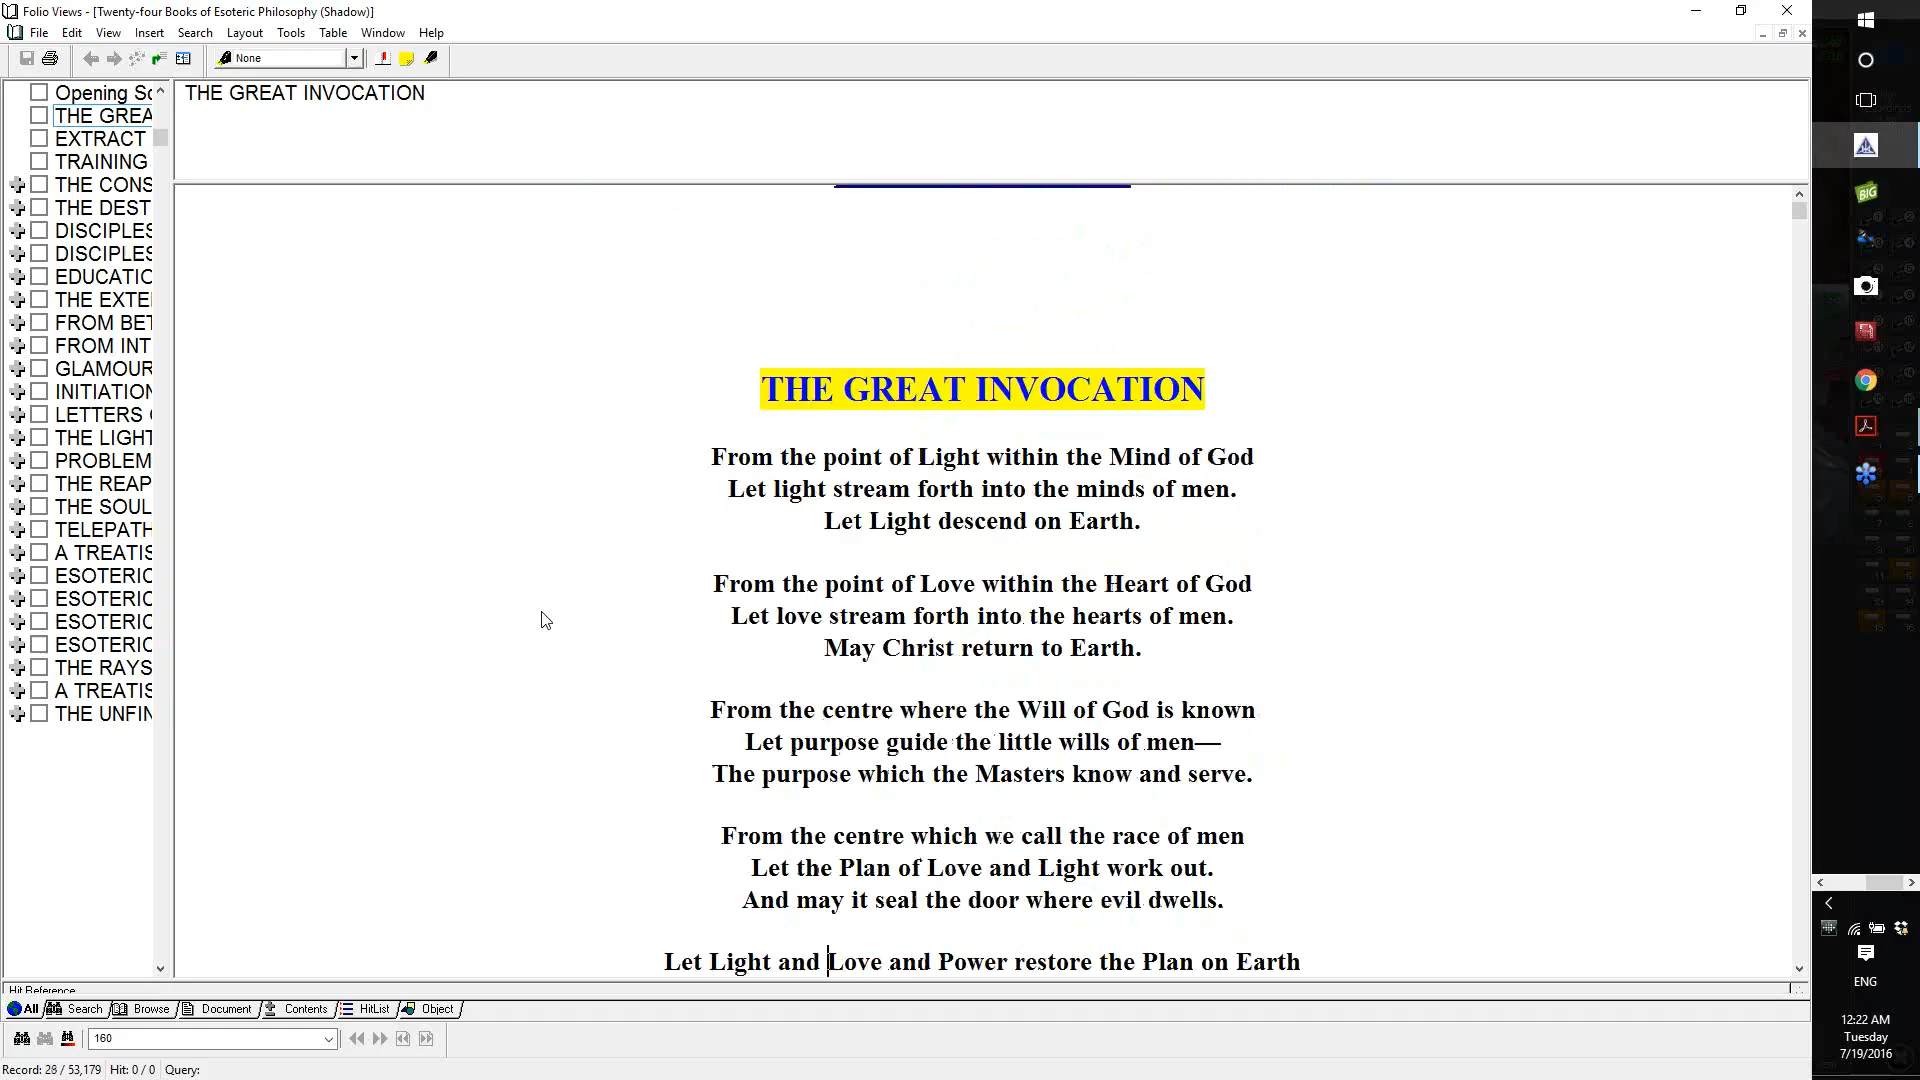 Folio Views - [Twenty-four Books of Esoteric Philosophy (Shadow)]
File Edit View Insert Search Layout Tools Table Window Help
None
Opening Sc
THE GREA
EXTRACT
TRAINING
THE CONS
THE DEST
DISCIPLES
DISCIPLES
EDUCATIO
THE EXTE
FROM BET
FROM INT
GLAMOUR
INITIATION
LETTERS
THE LIGHT
PROBLEM
THE REAP
THE SOUL
TELEPATH
A TREATIS
ESOTERIC
ESOTERIC
ESOTERIC
ESOTERIC
THE RAYS
A TREATIS
THE UNFIN
THE GREAT INVOCATION
THE GREAT INVOCATION
From the point of Light within the Mind of God
Let light stream forth into the minds of men.
Let Light descend on Earth.
From the point of Love within the Heart of God
Let love stream forth into the hearts of men.
May Christ return to Earth.
From the centre where the Will of God is known
Let purpose guide the little wills of men—
The purpose which the Masters know and serve.
From the centre which we call the race of men
Let the Plan of Love and Light work out.
And may it seal the door where evil dwells.
Let Light and Love and Power restore the Plan on Earth
Hit Reference
All Search Browse Document Contents HitList Object
160
Record: 28 / 53,179 Hit: 0 / 0 Query:
BIG
ENG
12:22 AM
Tuesday
7/19/2016